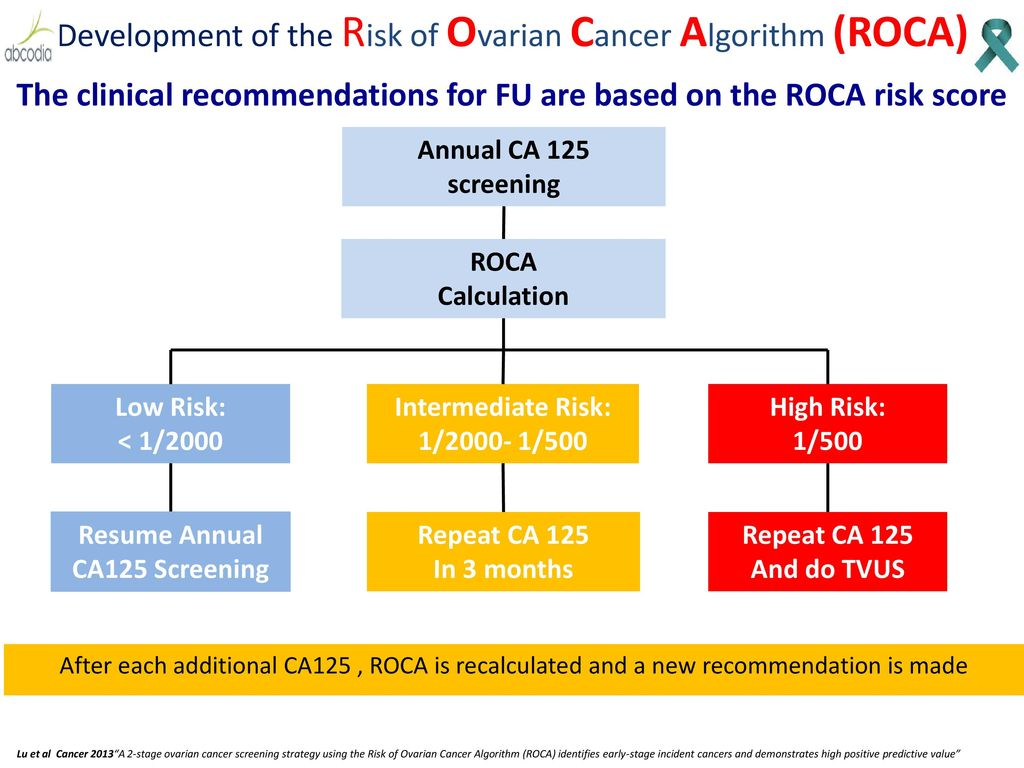 abcodia
Development of the Risk of Ovarian Cancer Algorithm (ROCA)
The clinical recommendations for FU are based on the ROCA risk score
Annual CA 125
screening
ROCA
Calculation
Low Risk:
< 1/2000
Intermediate Risk:
1/2000- 1/500
High Risk:
1/500
Resume Annual
CA125 Screening
Repeat CA 125
In 3 months
Repeat CA 125
And do TVUS
After each additional CA125 , ROCA is recalculated and a new recommendation is made
Lu et al  Cancer 2013“A 2-stage ovarian cancer screening strategy using the Risk of Ovarian Cancer Algorithm (ROCA) identifies early-stage incident cancers and demonstrates high positive predictive value”